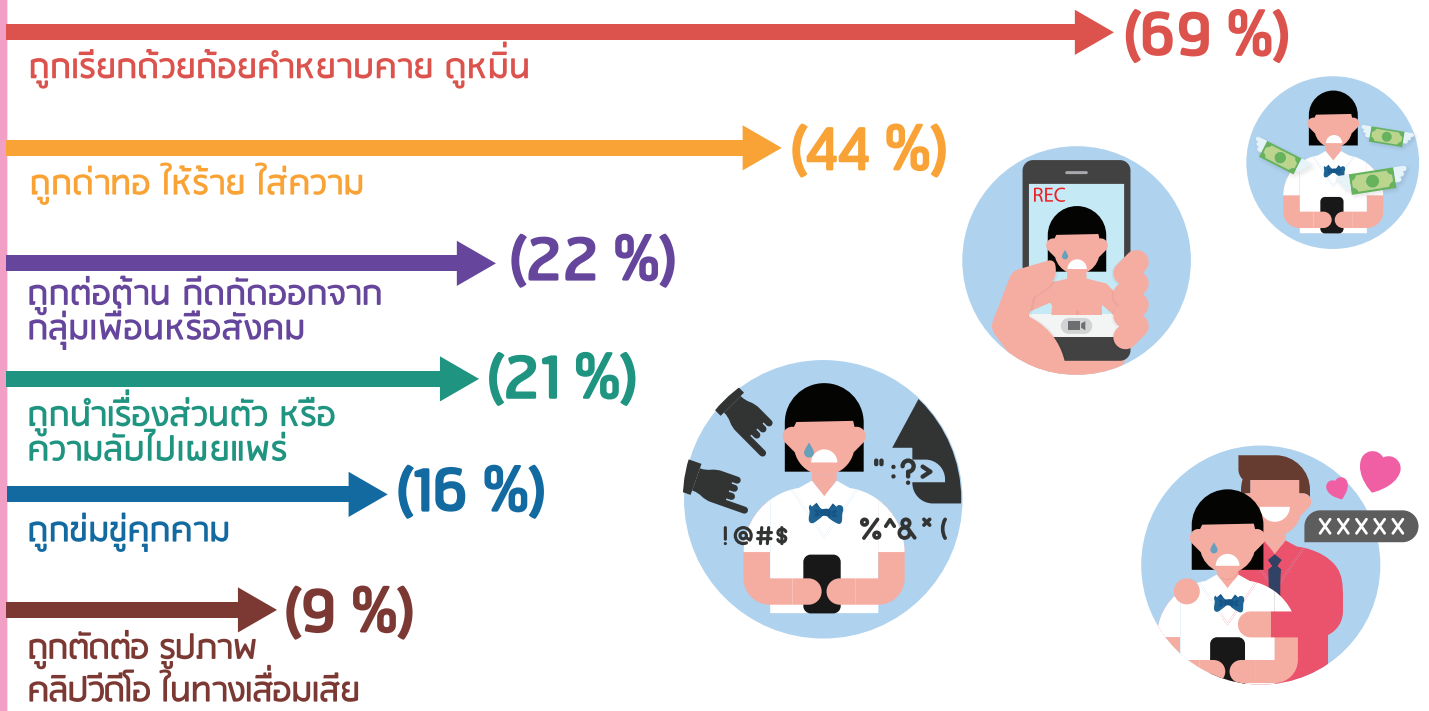 (69 %)
ถูกเรียกด้วยถ้อยคำหยาบคาย ดูหมิ่น
(44 %)
ถูกด่าทอ ให้ร้าย ใส่ความ
REC
(22 %)
ถูกต่อต้าน กีดกัดออกจาก
กลุ่มเพื่อนหรือสังคม
(21 %)
ถูกนำเรื่องส่วนตัว หรือ
ความลับไปเผยแพร่
(16 %)
ถูกข่มขู่คุกคาม
":?>
!@#$
%^&*(
XXXXX
(9 %)
ถูกตัดต่อ รูปภาพ
คลิปวีดีโอ ในทางเสื่อมเสีย